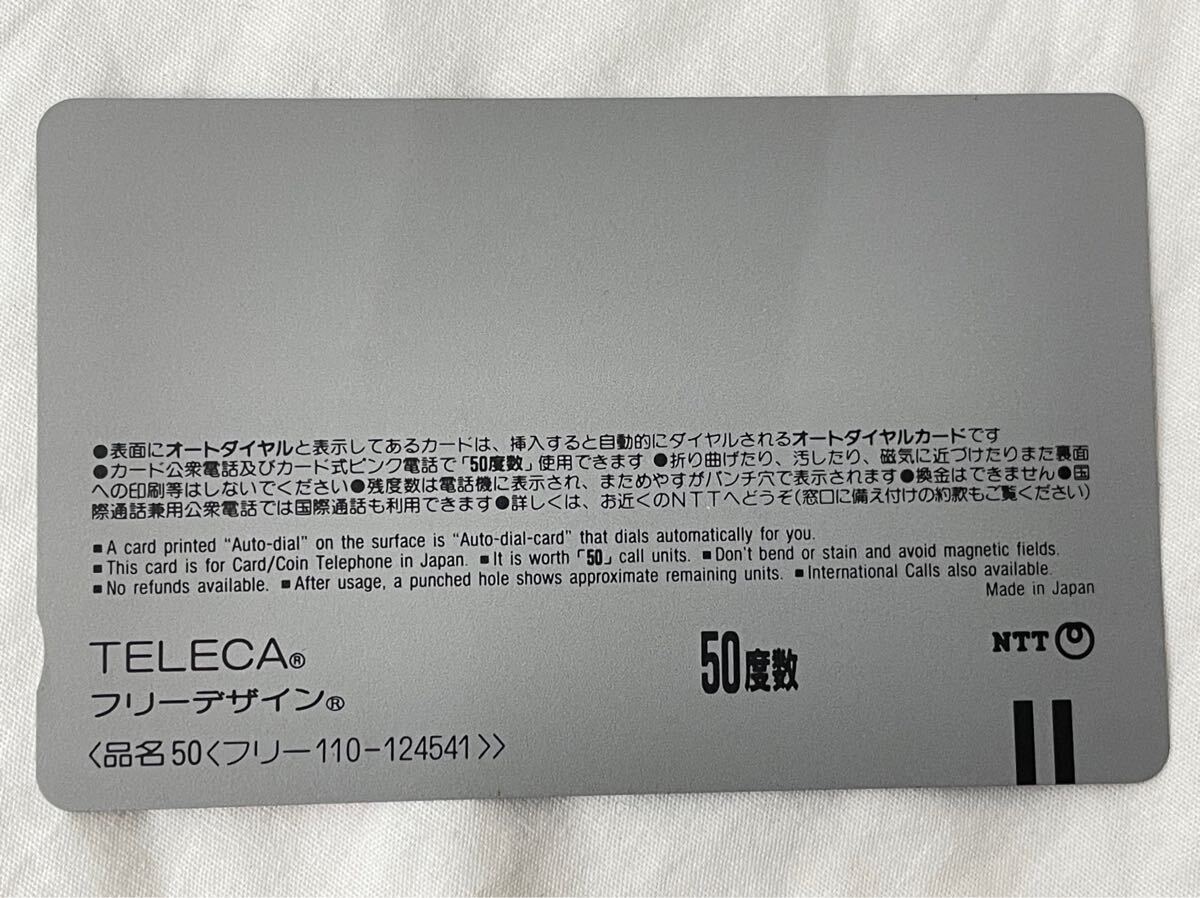 ●表面にオートダイヤルと表示してあるカードは、挿入すると自動的にダイヤルされるオートダイヤルカードです
●カード公衆電話及びカード式ピンク電話で「50度数」使用できます ●折り曲げたり、汚したり、磁気に近づけたりまた裏面
への印刷等はしないでください●残度数は電話機に表示され、まためやすがパンチ穴で表示されます●換金はできません●国
際通話兼用公衆電話では国際通話も利用できます●詳しくは、お近くのNTTへどうぞ(窓口に備え付けの約款もご覧ください)
■A card printed “Auto-dial” on the surface is “Auto-dial-card” that dials automatically for you.
■This card is for Card/Coin Telephone in Japan. ■It is worth「50」call units. ■Don't bend or stain and avoid magnetic fields.
■No refunds available. ■After usage, a punched hole shows approximate remaining units. ■International Calls also available.
Made in Japan
TELECA®
フリーデザイン®
〈品名50〈フリー110-124541〉〉
50度数
NTT